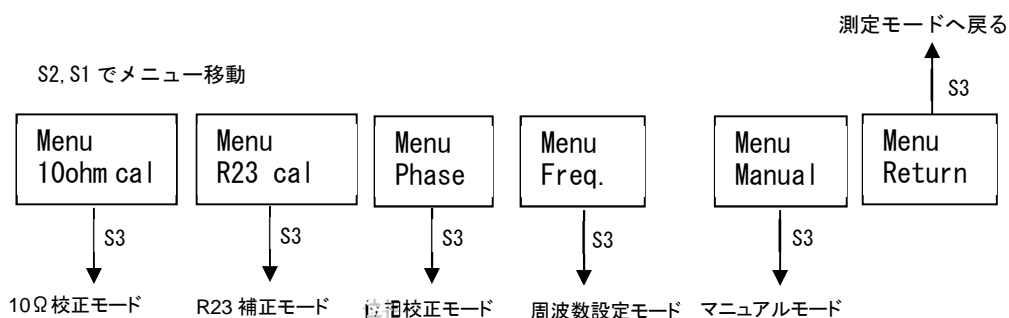 測定モードへ戻る
S2,S1 でメニュー移動
S3
Menu
10ohm cal
Menu
R23 cal
Menu
Phase
Menu
Freq.
Menu
Manual
Menu
Return
S3
S3
S3
S3
S3
10Ω校正モード
R23 補正モード
位相校正モード
周波数設定モード
マニュアルモード